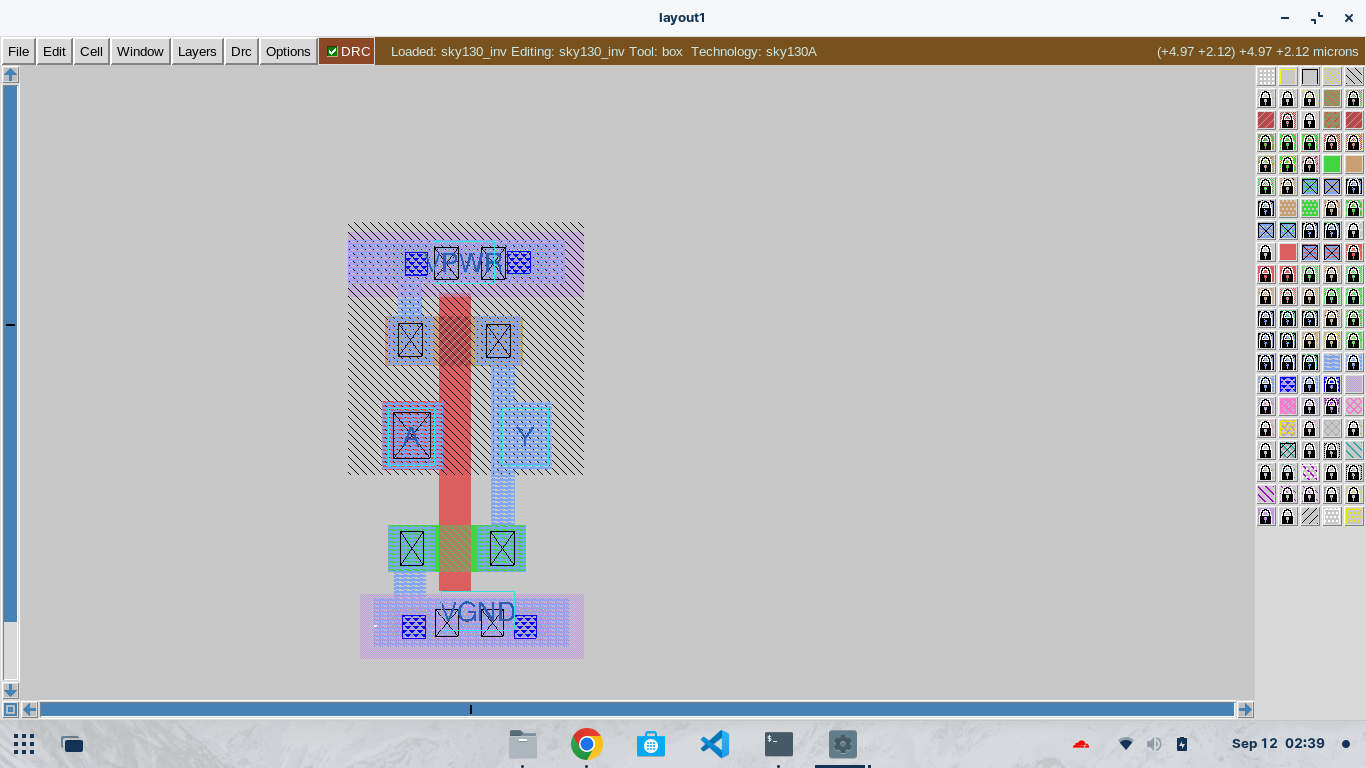 layout1
File Edit Cell Window Layers Drc Options DRC Loaded: sky130_inv Editing: sky130_inv Tool: box Technology: sky130A (+4.97 +2.12) +4.97 +2.12 microns
VPWR
A Y
VGND
Sep 12 02:39